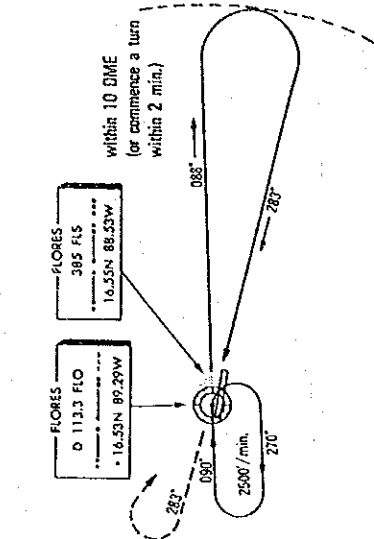 FLORES
385 FLS
16.55N 88.53W
FLORES
D 113.3 FLO
• 16.53N 89.29W
within 10 DME
(or commence a turn
within 2 min.)
088°
283°
283°
090°
2500'/min.
270°